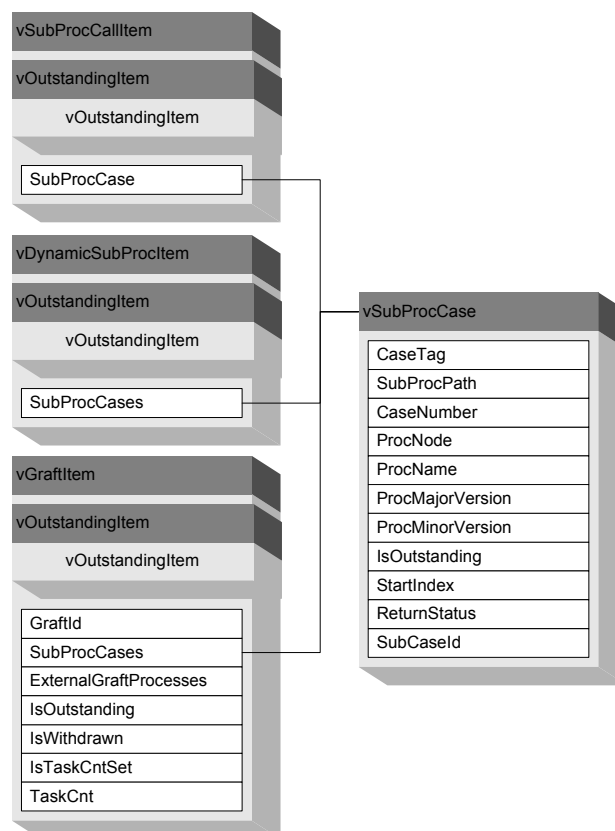 vSubProcCallItem
vOutstandingItem
vOutstandingItem
SubProcCase
vDynamicSubProcItem
vOutstandingItem
vOutstandingItem
SubProcCases
vGraftItem
vOutstandingItem
vOutstandingItem
GraftId
SubProcCases
ExternalGraftProcesses
IsOutstanding
IsWithdrawn
IsTaskCntSet
TaskCnt
vSubProcCase
CaseTag
SubProcPath
CaseNumber
ProcNode
ProcName
ProcMajorVersion
ProcMinorVersion
IsOutstanding
StartIndex
ReturnStatus
SubCaseId